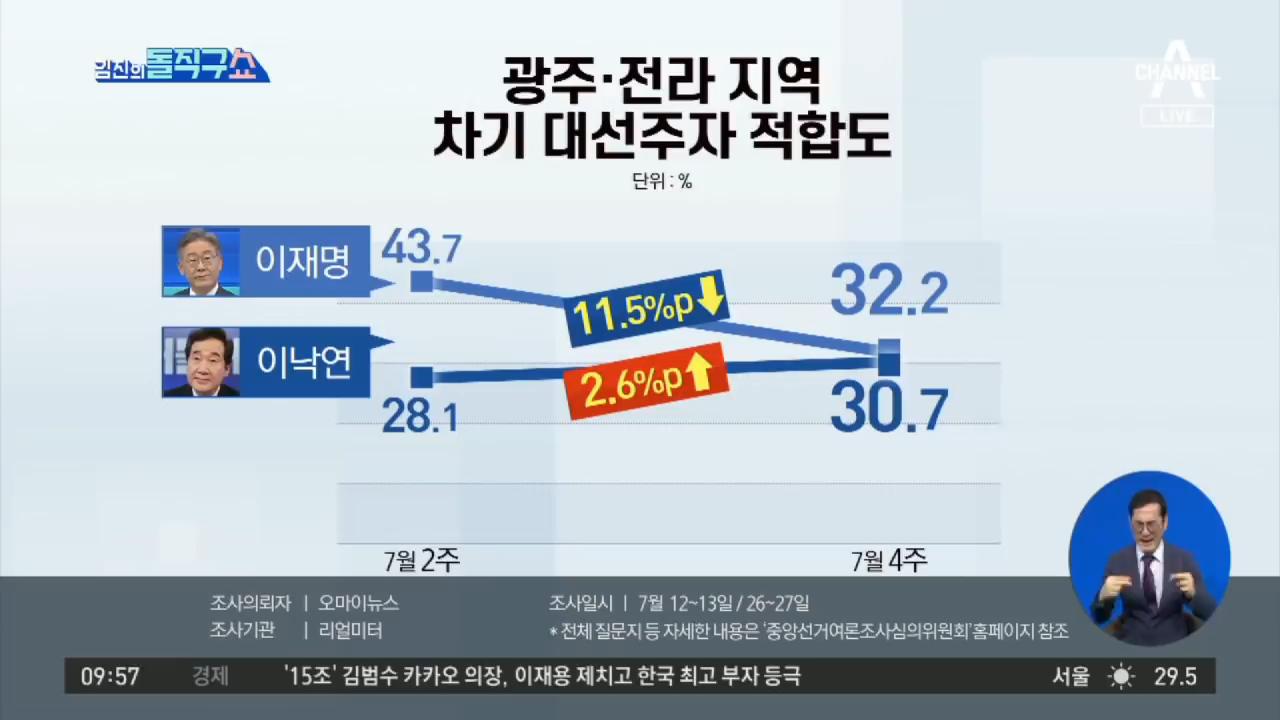 김진의 돌직구쇼
CHANNEL A
LIVE
광주·전라 지역
차기 대선주자 적합도
단위 : %
이재명
43.7
11.5%p
32.2
이낙연
28.1
2.6%p
30.7
7월 2주
7월 4주
조사의뢰자 | 오마이뉴스
조사기관 | 리얼미터
조사일시 | 7월 12~13일 / 26~27일
* 전체 질문지 등 자세한 내용은 '중앙선거여론조사심의위원회' 홈페이지 참조
09:57 경제 '15조' 김범수 카카오 의장, 이재용 제치고 한국 최고 부자 등극 서울 29.5